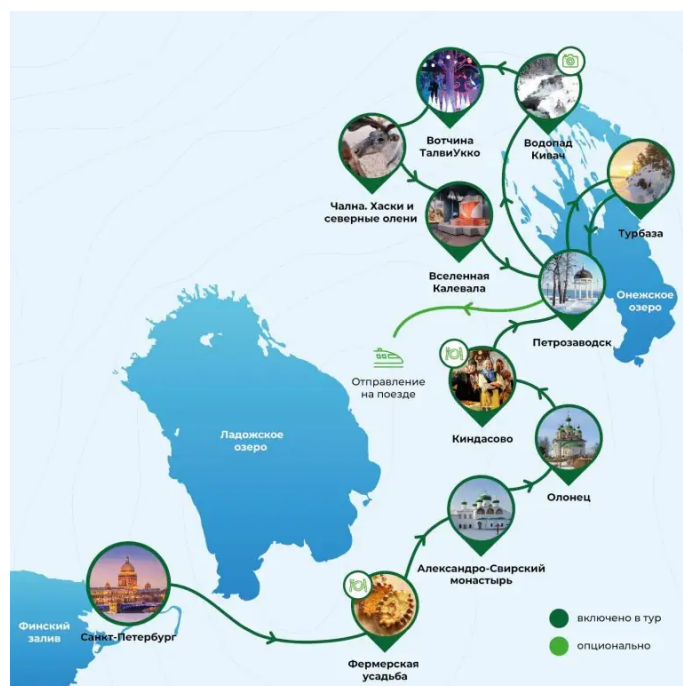 Вотчина
ТалвиУкко
Водопад
Кивач
Чална. Хаски и
северные олени
Турбаза
Вселенная
Калевала
Онежское
озеро
Петрозаводск
Отправление
на поезде
Киндасово
Ладожское
озеро
Олонец
Александро-Свирский
монастырь
Финский
залив
Санкт-Петербург
Фермерская
усадьба
включено в тур
опционально